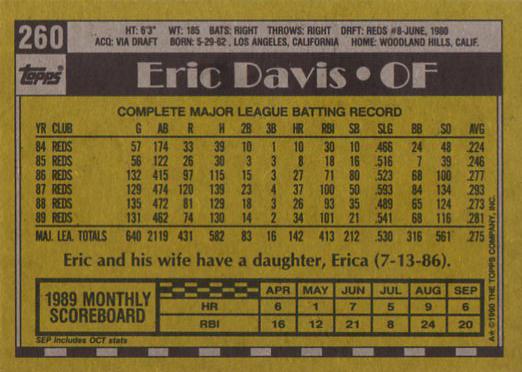 260
HT: 6'3" WT: 185 BATS: RIGHT THROWS: RIGHT DRFT: REDS #8-JUNE, 1980
ACQ: VIA DRAFT BORN: 5-29-62, LOS ANGELES, CALIFORNIA HOME: WOODLAND HILLS, CALIF.
Topps
Eric Davis • OF
COMPLETE MAJOR LEAGUE BATTING RECORD
YR CLUB G AB R H 2B 3B HR RBI SB SLG BB SO AVG
84 REDS 57 174 33 39 10 1 10 30 10 .466 24 48 .224
85 REDS 56 122 26 30 3 3 8 18 16 .516 7 39 .246
86 REDS 132 415 97 115 15 3 27 71 80 .523 68 100 .277
87 REDS 129 474 120 139 23 4 37 100 50 .593 84 134 .293
88 REDS 135 472 81 129 18 3 26 93 35 .489 65 124 .273
89 REDS 131 462 74 130 14 2 34 101 21 .541 68 116 .281
MAJ. LEA. TOTALS 640 2119 431 582 83 16 142 413 212 .530 316 561 .275
Eric and his wife have a daughter, Erica (7-13-86).
1989 MONTHLY SCOREBOARD
APR MAY JUN JUL AUG SEP
HR 6 1 7 5 9 6
RBI 16 12 21 8 24 20
SEP includes OCT stats
A* © 1990 THE TOPPS COMPANY, INC.